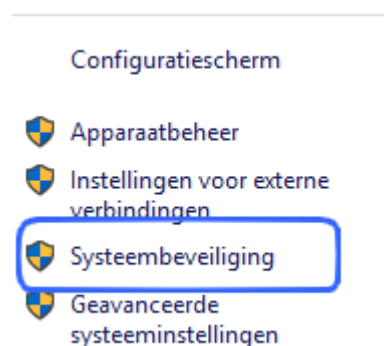 Configuratiescherm
Apparaatbeheer
Instellingen voor externe
verbindingen
Systeembeveiliging
Geavanceerde
systeeminstellingen